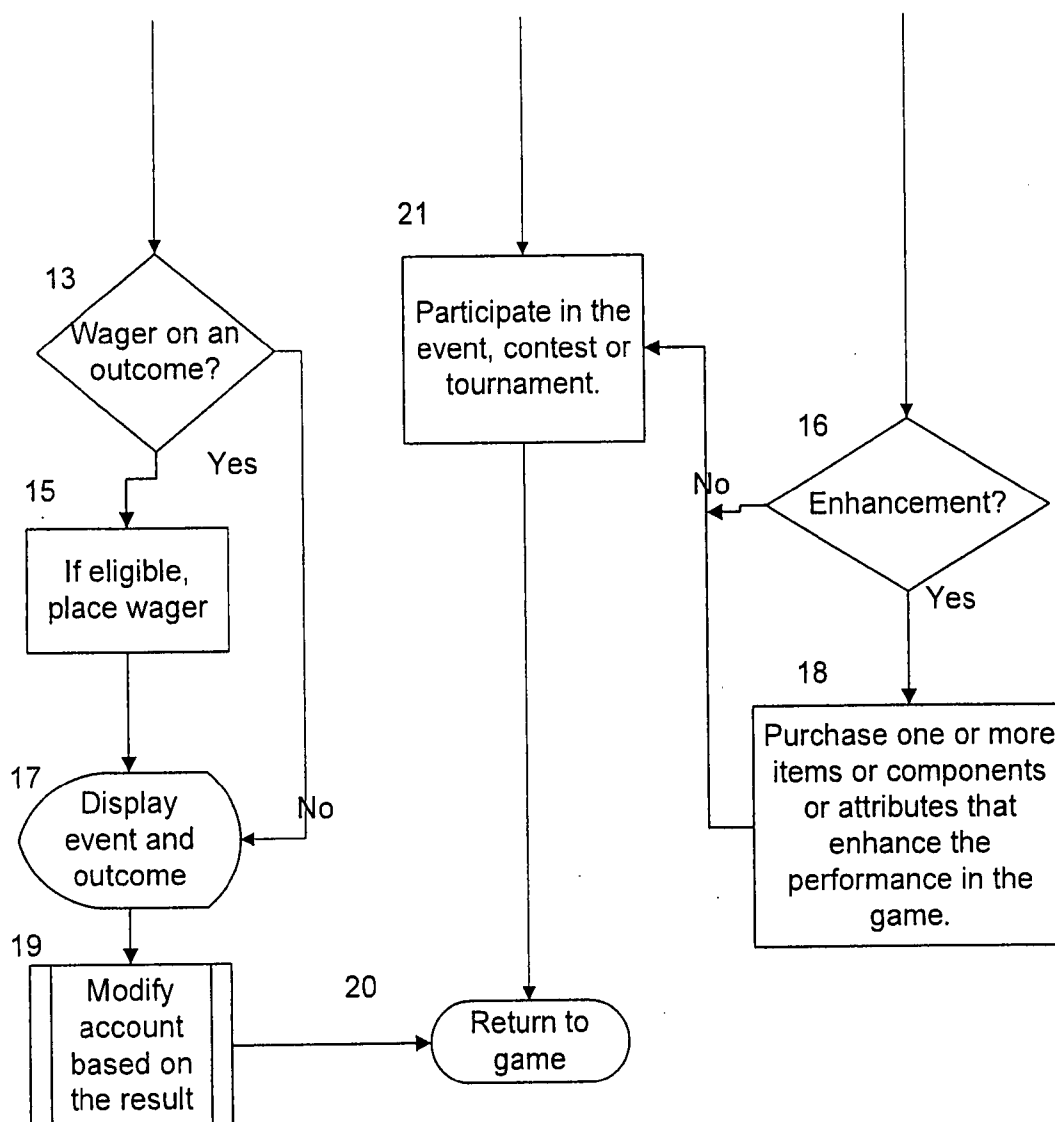 13
Wager on an
outcome?
Yes
15
If eligible,
place wager
No
17
Display
event and
outcome
19
Modify
account
based on
the result
20
Return to
game
21
Participate in the
event, contest or
tournament.
16
Enhancement?
No
Yes
18
Purchase one or more
items or components
or attributes that
enhance the
performance in the
game.